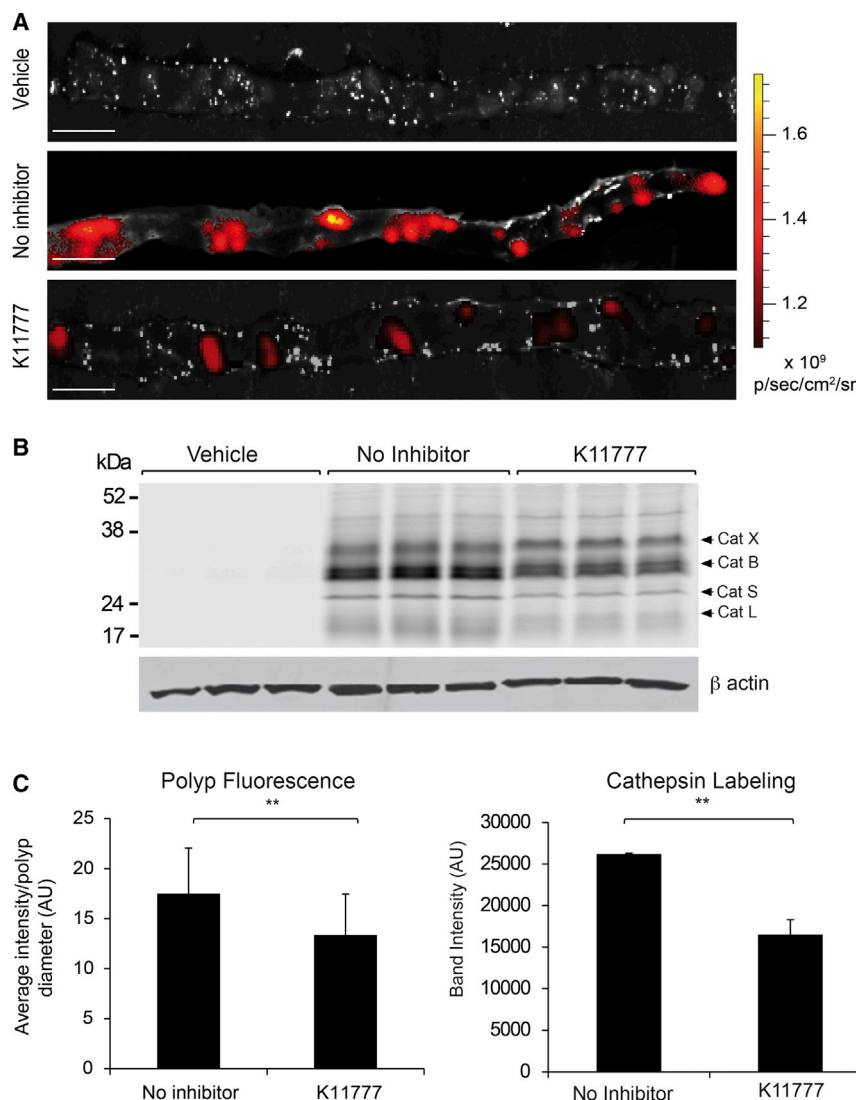 A
Vehicle
No inhibitor
K11777
1.6
1.4
1.2
x 10⁹
p/sec/cm²/sr
B
kDa
Vehicle
No Inhibitor
K11777
52
38
24
17
Cat X
Cat B
Cat S
Cat L
β actin
C
Polyp Fluorescence
**
Average intensity/polyp
diameter (AU)
25
20
15
10
5
0
No inhibitor
K11777
Cathepsin Labeling
**
Band Intensity (AU)
30000
25000
20000
15000
10000
5000
0
No Inhibitor
K11777